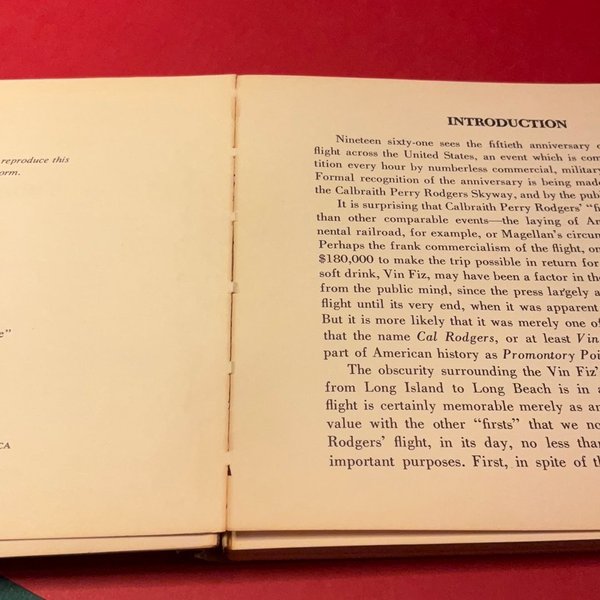 reproduce this
orm.
e"
CA
INTRODUCTION
Nineteen sixty-one sees the fiftieth anniversary
flight across the United States, an event which is com
tition every hour by numberless commercial, military
Formal recognition of the anniversary is being mad
the Calbraith Perry Rodgers Skyway, and by the pub
It is surprising that Calbraith Perry Rodgers' "fi
than other comparable events—the laying of Am
nental railroad, for example, or Magellan's circum
Perhaps the frank commercialism of the flight, on
$180,000 to make the trip possible in return for
soft drink, Vin Fiz, may have been a factor in the
from the public mind, since the press largely a
flight until its very end, when it was apparent
But it is more likely that it was merely one of
that the name Cal Rodgers, or at least Vin
part of American history as Promontory Poi
The obscurity surrounding the Vin Fiz'
from Long Island to Long Beach is in a
flight is certainly memorable merely as an
value with the other "firsts" that we no
Rodgers' flight, in its day, no less than
important purposes. First, in spite of th